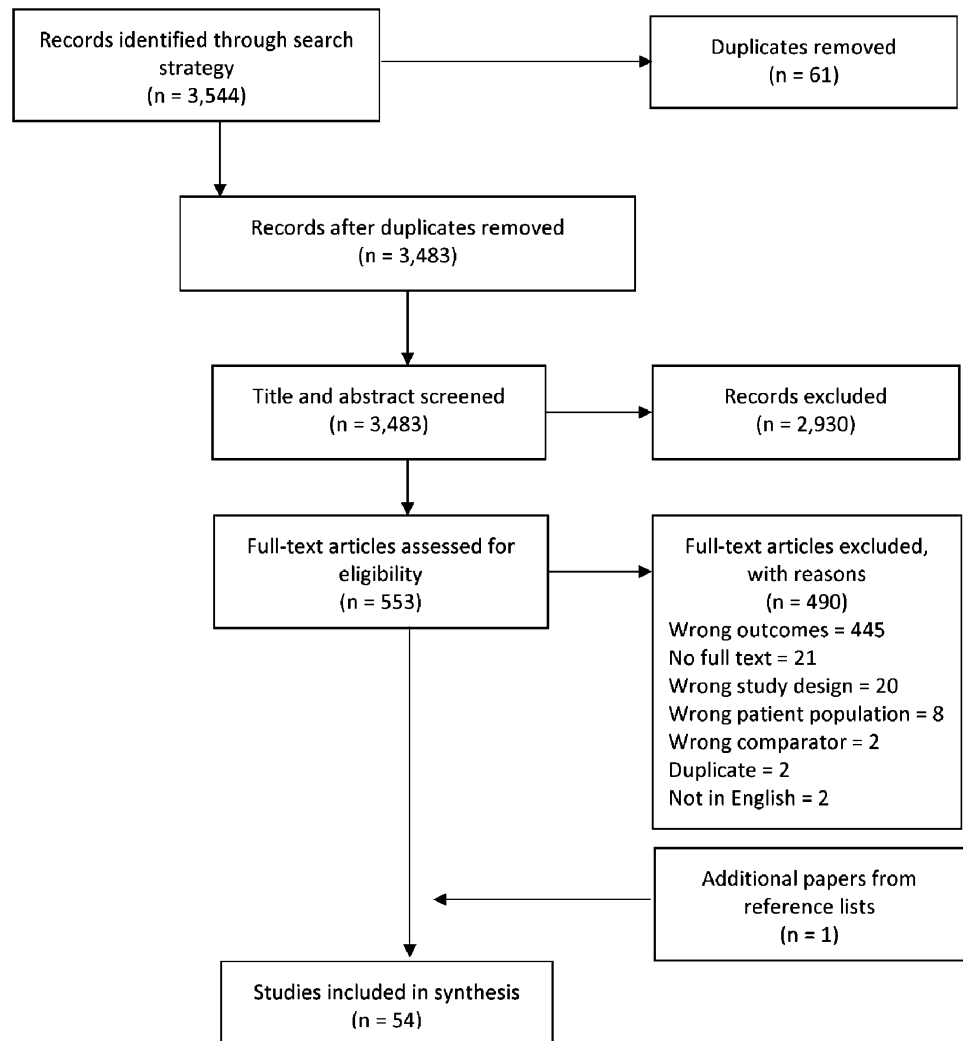 Records identified through search
strategy
(n = 3,544)
Duplicates removed
(n = 61)
Records after duplicates removed
(n = 3,483)
Title and abstract screened
(n = 3,483)
Records excluded
(n = 2,930)
Full-text articles assessed for
eligibility
(n = 553)
Full-text articles excluded,
with reasons
(n = 490)
Wrong outcomes = 445
No full text = 21
Wrong study design = 20
Wrong patient population = 8
Wrong comparator = 2
Duplicate = 2
Not in English = 2
Additional papers from
reference lists
(n = 1)
Studies included in synthesis
(n = 54)